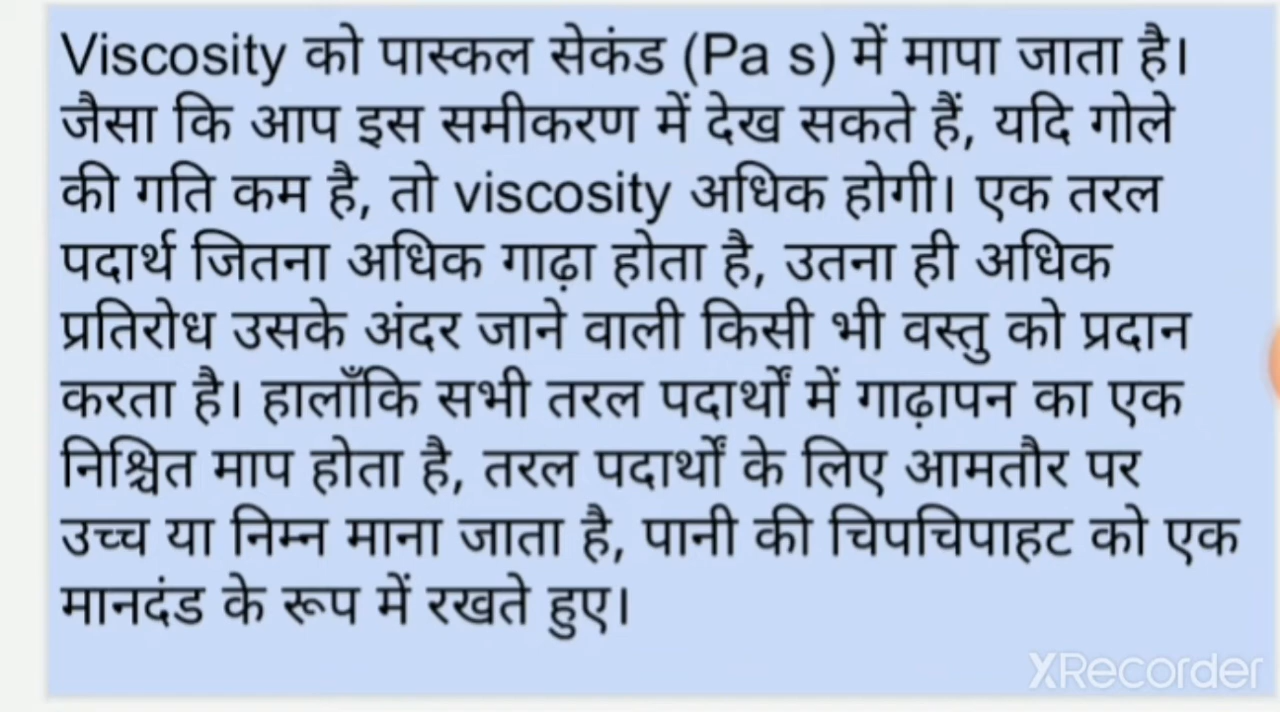 Viscosity को पास्कल सेकंड (Pa s) में मापा जाता है।
जैसा कि आप इस समीकरण में देख सकते हैं, यदि गोले
की गति कम है, तो viscosity अधिक होगी। एक तरल
पदार्थ जितना अधिक गाढ़ा होता है, उतना ही अधिक
प्रतिरोध उसके अंदर जाने वाली किसी भी वस्तु को प्रदान
करता है। हालाँकि सभी तरल पदार्थों में गाढ़ापन का एक
निश्चित माप होता है, तरल पदार्थों के लिए आमतौर पर
उच्च या निम्न माना जाता है, पानी की चिपचिपाहट को एक
मानदंड के रूप में रखते हुए।
XRecorder